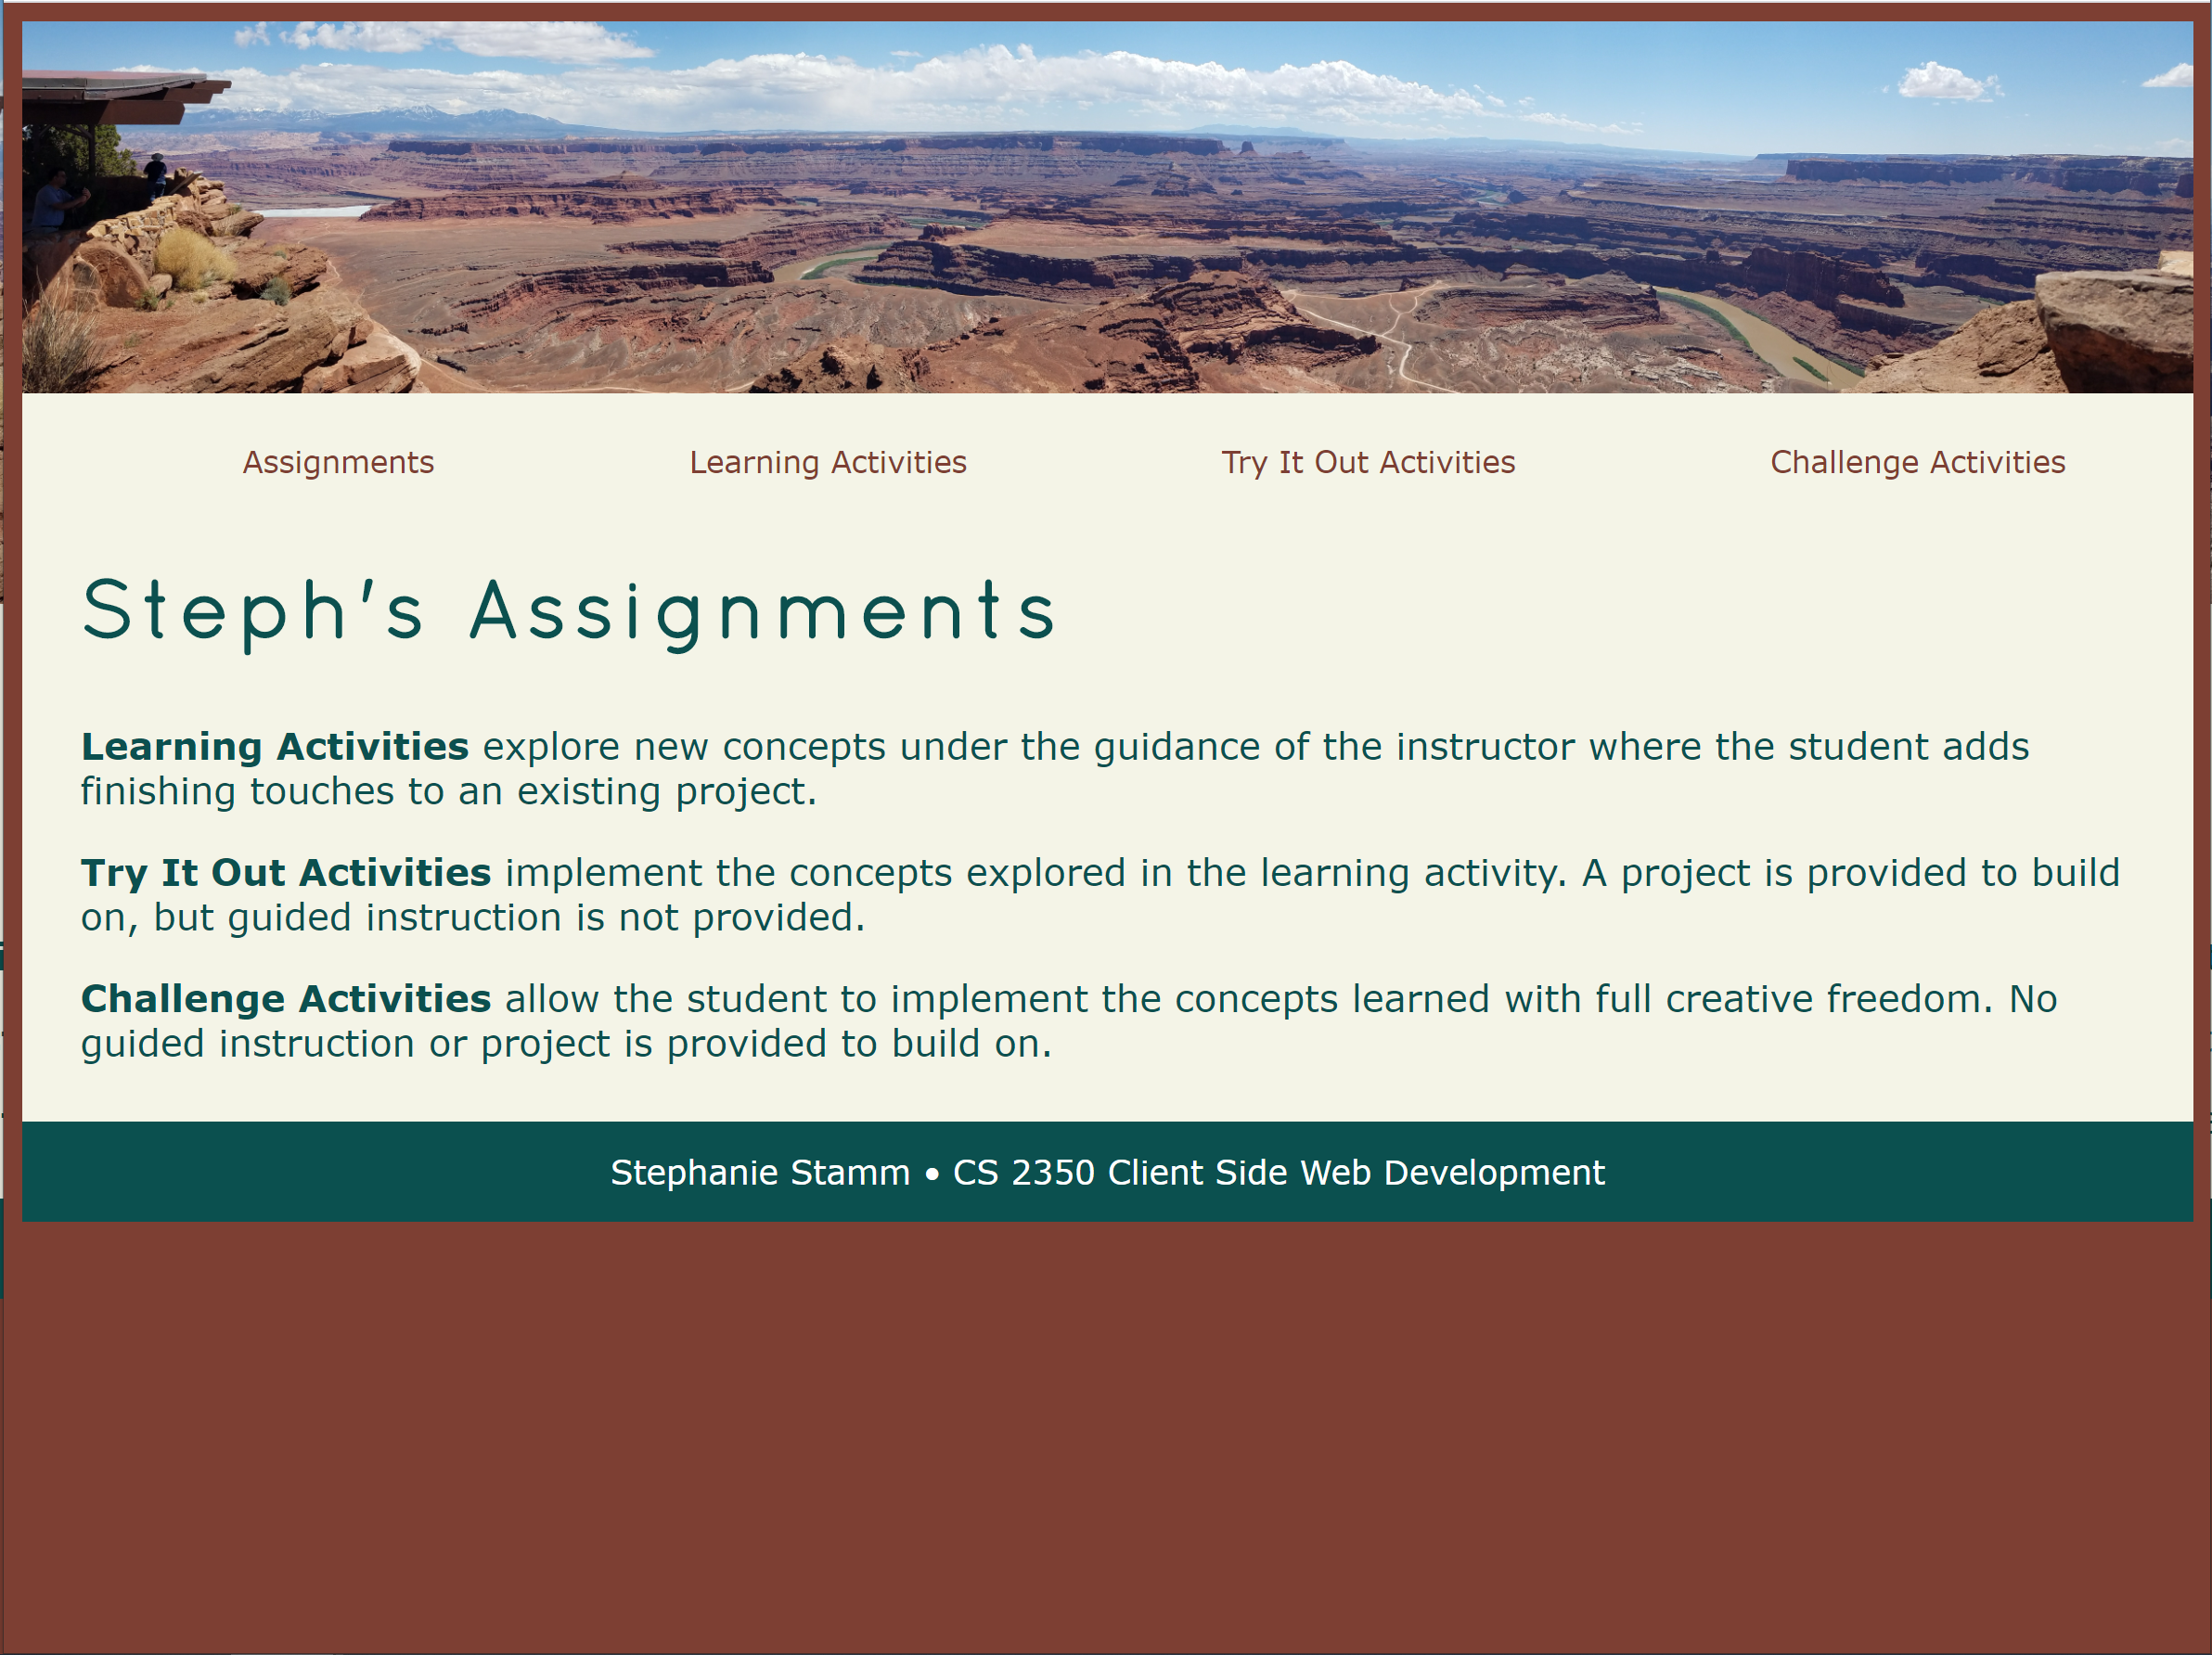 Assignments Learning Activities Try It Out Activities Challenge Activities
Steph's Assignments
Learning Activities explore new concepts under the guidance of the instructor where the student adds
finishing touches to an existing project.
Try It Out Activities implement the concepts explored in the learning activity. A project is provided to build
on, but guided instruction is not provided.
Challenge Activities allow the student to implement the concepts learned with full creative freedom. No
guided instruction or project is provided to build on.
Stephanie Stamm • CS 2350 Client Side Web Development